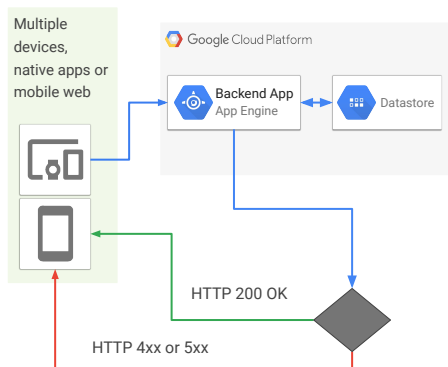 Multiple
devices,
native apps or
mobile web
Google Cloud Platform
Backend App
App Engine
Datastore
HTTP 200 OK
HTTP 4xx or 5xx